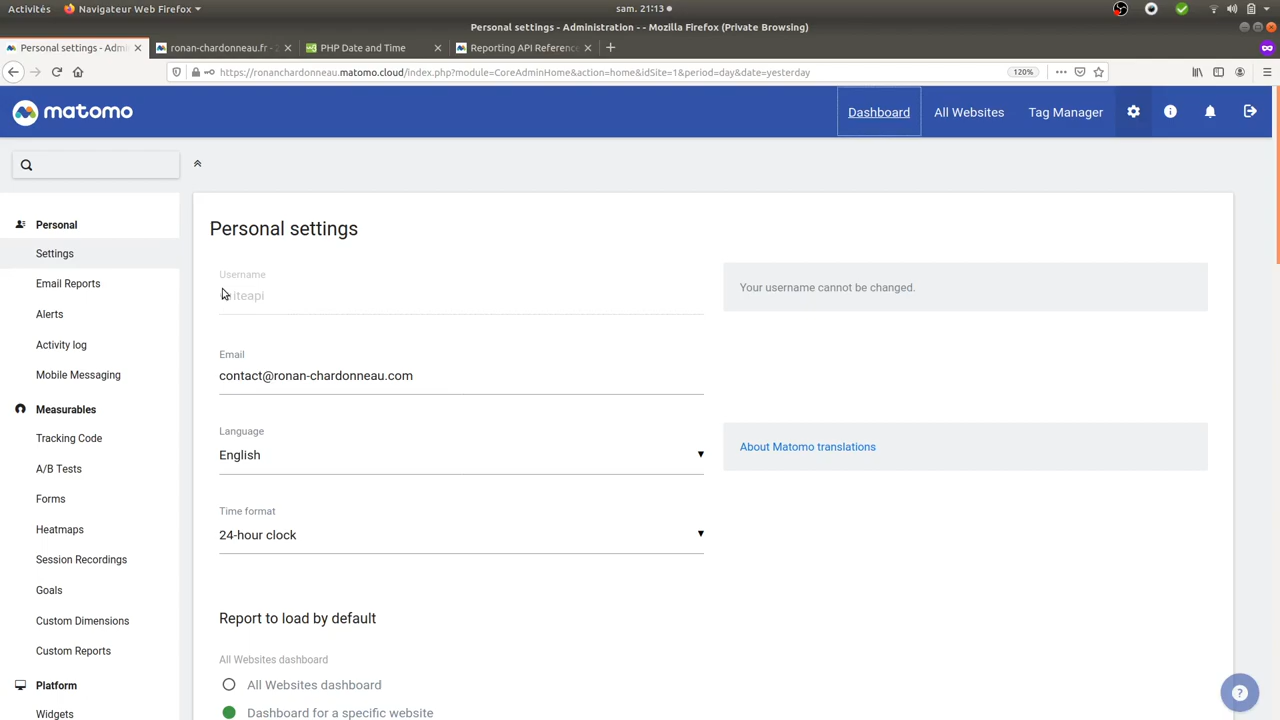 Activités
Navigateur Web Firefox
sam. 21:13
Personal settings - Administration - Mozilla Firefox (Private Browsing)
Personal settings - Admi
ronan-chardonneau.fr - 2
PHP Date and Time
Reporting API Reference:
https://ronanchardonneau.matomo.cloud/index.php?module=CoreAdminHome&action=home&idSite=1&period=day&date=yesterday
120%
matomo
Dashboard
All Websites
Tag Manager
Personal
Settings
Email Reports
Alerts
Activity log
Mobile Messaging
Measurables
Tracking Code
A/B Tests
Forms
Heatmaps
Session Recordings
Goals
Custom Dimensions
Custom Reports
Platform
Widgets
Personal settings
Username
Your username cannot be changed.
Email
contact@ronan-chardonneau.com
Language
English
About Matomo translations
Time format
24-hour clock
Report to load by default
All Websites dashboard
All Websites dashboard
Dashboard for a specific website